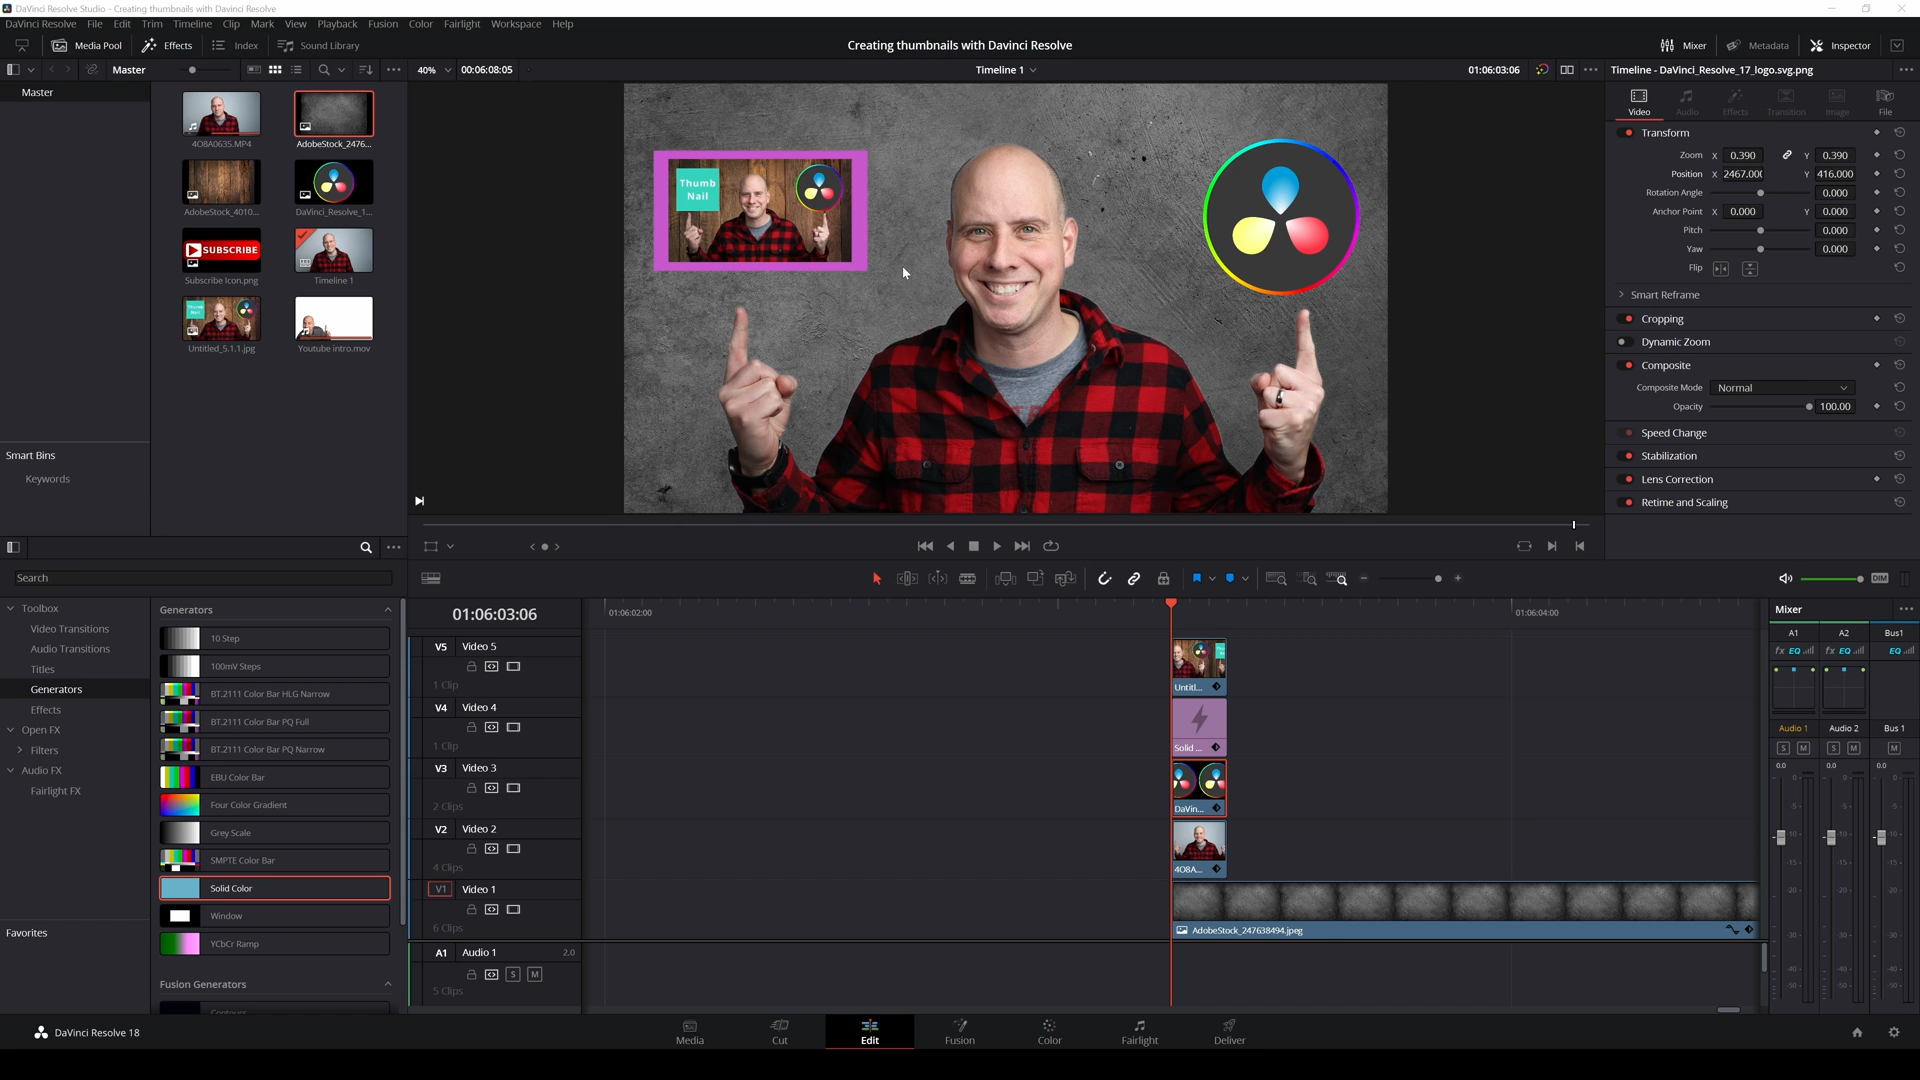 DaVinci Resolve Studio - Creating thumbnails with Davinci Resolve
DaVinci Resolve File Edit Trim Timeline Clip Mark View Playback Fusion Color Fairlight Workspace Help
Media Pool Effects Index Sound Library Creating thumbnails with Davinci Resolve Mixer Metadata Inspector
Master 40% 00:06:08:05 Timeline 1 01:06:03:06 Timeline - DaVinci_Resolve_17_logo.svg.png
Master
Video Audio Effects Transition Image File
4O8A0635.MP4 AdobeStock_2476...
AdobeStock_4010... DaVinci_Resolve_1...
SUBSCRIBE
Subscribe Icon.png Timeline 1
Untitled_5.1.1.jpg Youtube intro.mov
Thumb
Nail
Transform
Zoom X 0.390 Y 0.390
Position X 2467.000 Y 416.000
Rotation Angle 0.000
Anchor Point X 0.000 Y 0.000
Pitch 0.000
Yaw 0.000
Flip
Smart Reframe
Cropping
Dynamic Zoom
Composite
Composite Mode Normal
Opacity 100.00
Speed Change
Stabilization
Lens Correction
Retime and Scaling
Smart Bins
Keywords
Search
Toolbox
Video Transitions
Audio Transitions
Titles
Generators
Effects
Open FX
Filters
Audio FX
Fairlight FX
Favorites
Generators
10 Step
100mV Steps
BT.2111 Color Bar HLG Narrow
BT.2111 Color Bar PQ Full
BT.2111 Color Bar PQ Narrow
EBU Color Bar
Four Color Gradient
Grey Scale
SMPTE Color Bar
Solid Color
Window
YCbCr Ramp
Fusion Generators
DIM
01:06:03:06 01:06:02:00 01:06:04:00
V5 Video 5
1 Clip
Untitl...
V4 Video 4
1 Clip
Solid ...
V3 Video 3
2 Clips
DaVin...
V2 Video 2
4 Clips
4O8A...
V1 Video 1
6 Clips
AdobeStock_247638494.jpeg
A1 Audio 1 2.0
S M
5 Clips
Mixer
A1 A2 Bus1
fx EQ fx EQ EQ
Audio 1 Audio 2 Bus 1
S M S M M
0.0 0.0 0.0
DaVinci Resolve 18
Media Cut Edit Fusion Color Fairlight Deliver